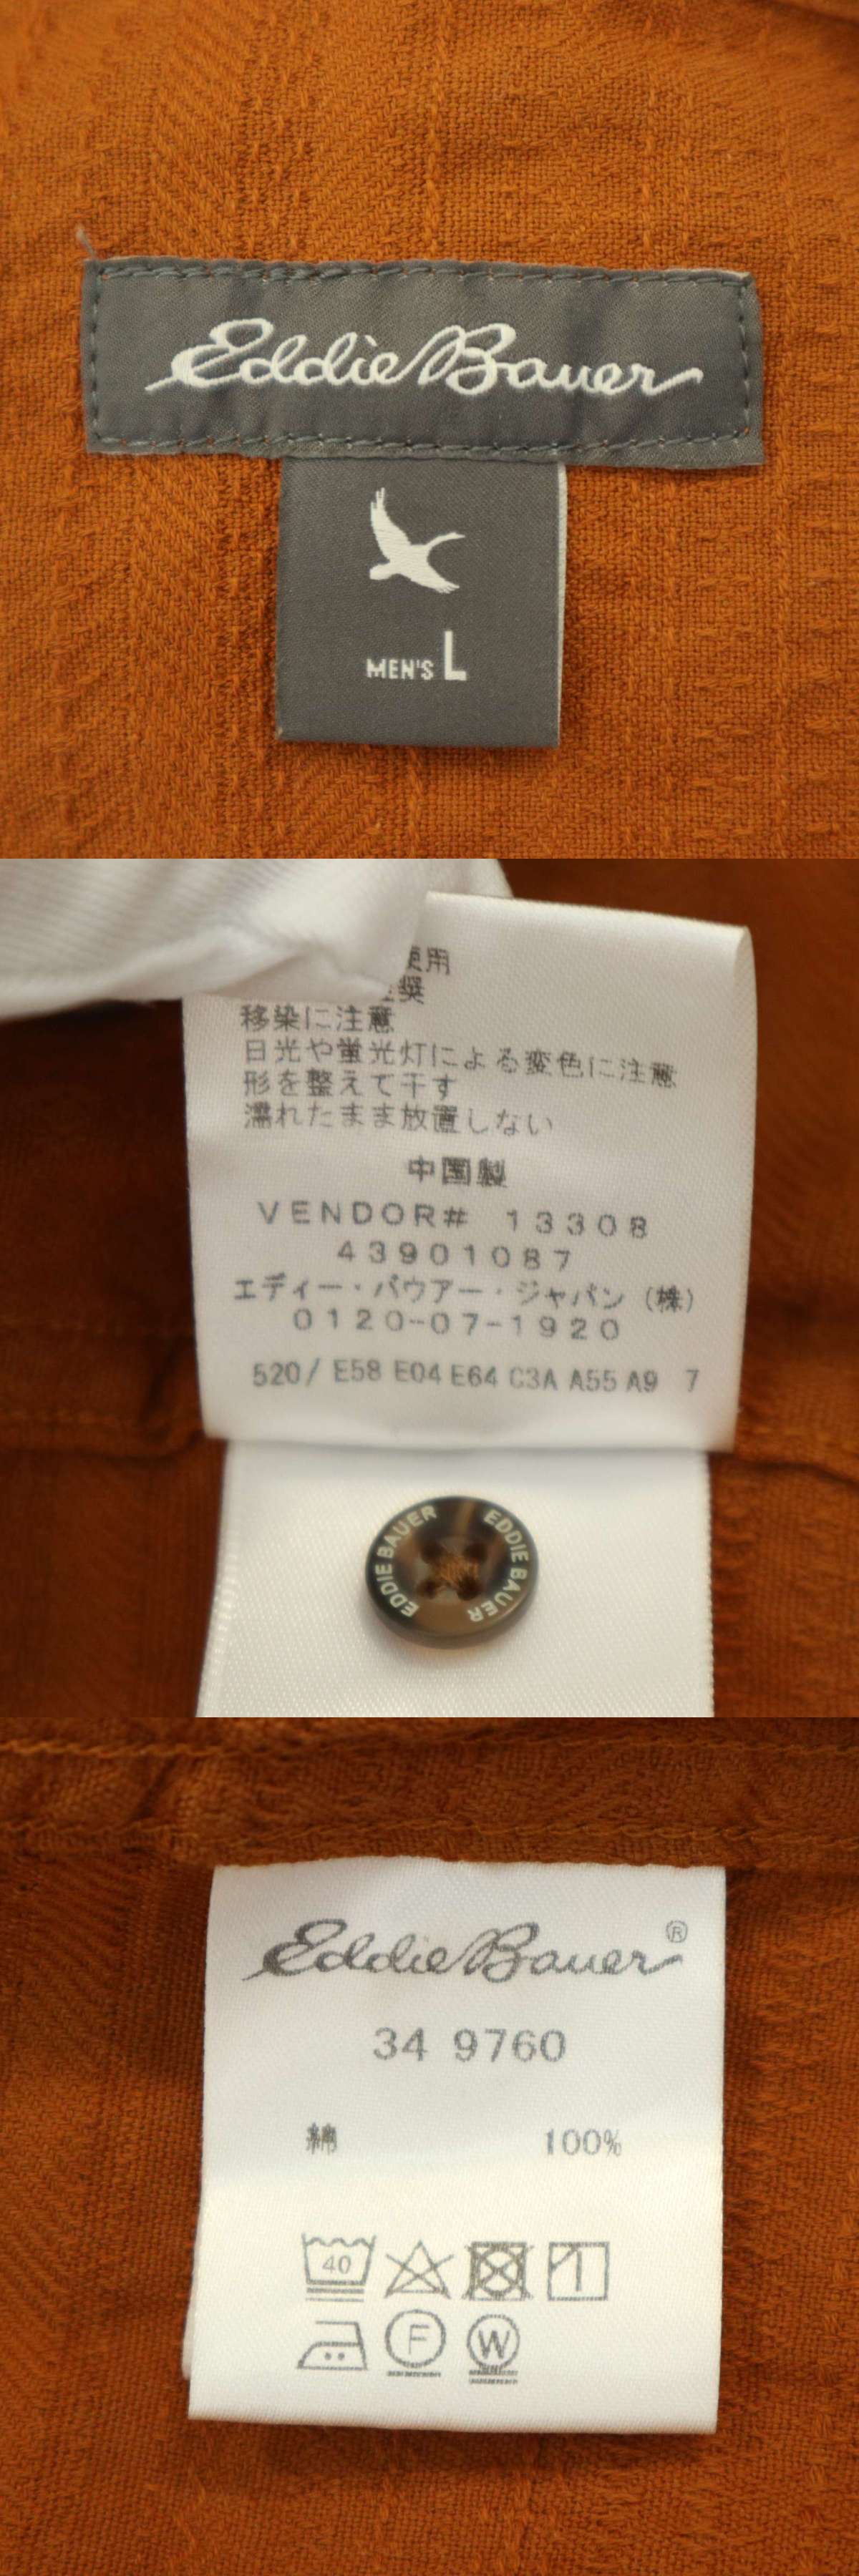 Eddie Bauer
MEN'S L
使用
奨
移染に注意
日光や蛍光灯による変色に注意
形を整えて干す
濡れたまま放置しない
中国製
VENDOR# 13308
43901087
エディー・バウアー・ジャパン (株)
0120-07-1920
520/ E58 E04 E64 C3A A55 A9 7
EDDIE BAUER EDDIE BAUER
Eddie Bauer®
34 9760
綿 100%
40
F W